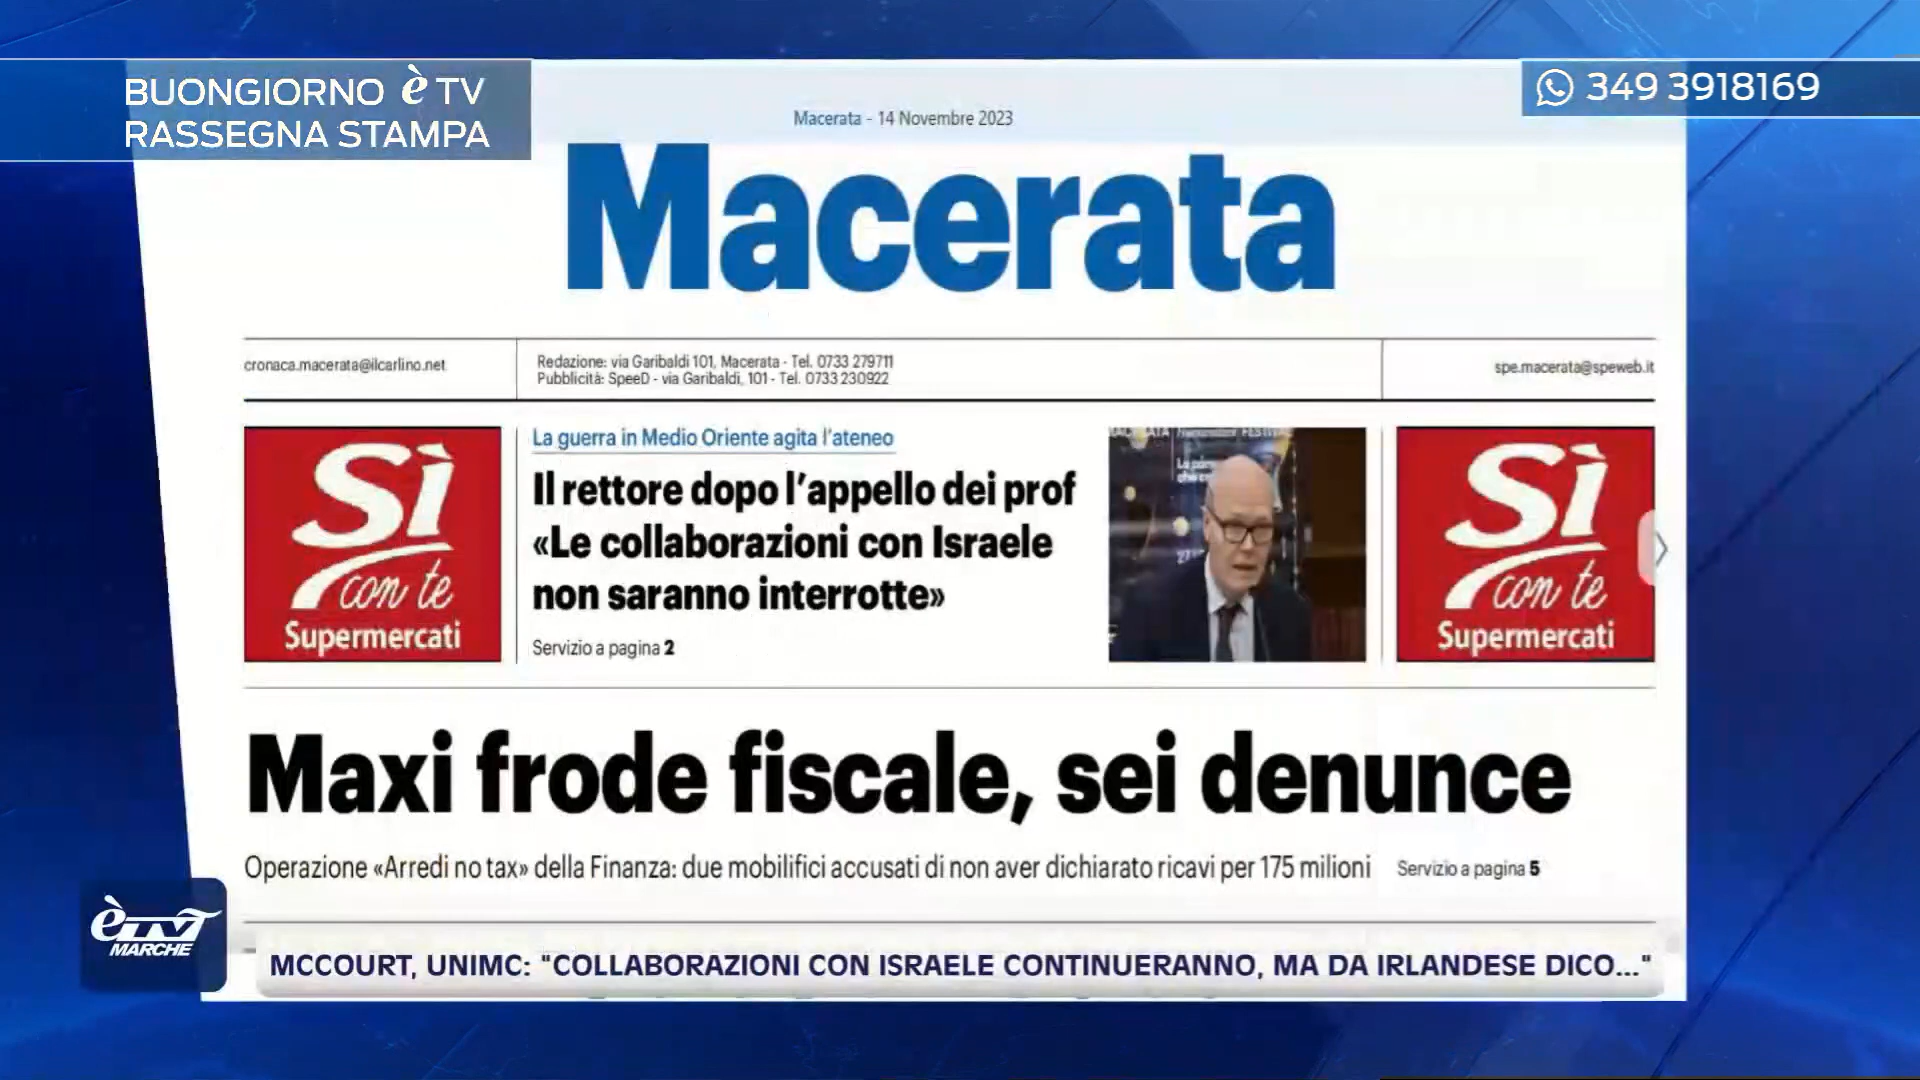 BUONGIORNO è TV
RASSEGNA STAMPA
349 3918169
Macerata - 14 Novembre 2023
Macerata
cronaca.macerata@ilcarlino.net
Redazione: via Garibaldi 101, Macerata - Tel. 0733 279711
Pubblicità: SpeeD - via Garibaldi, 101 - Tel. 0733 230922
spe.macerata@speweb.it
Sì
con te
Supermercati
La guerra in Medio Oriente agita l'ateneo
Il rettore dopo l'appello dei prof
«Le collaborazioni con Israele
non saranno interrotte»
Servizio a pagina 2
Sì
con te
Supermercati
Maxi frode fiscale, sei denunce
Operazione «Arredi no tax» della Finanza: due mobilifici accusati di non aver dichiarato ricavi per 175 milioni
Servizio a pagina 5
èTV
MARCHE
MCCOURT, UNIMC: "COLLABORAZIONI CON ISRAELE CONTINUERANNO, MA DA IRLANDESE DICO..."